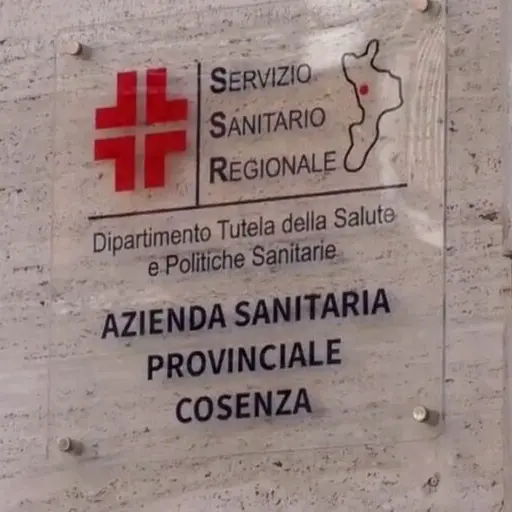 SERVIZIO
SANITARIO
REGIONALE
Dipartimento Tutela della Salute
e Politiche Sanitarie
AZIENDA SANITARIA
PROVINCIALE
COSENZA